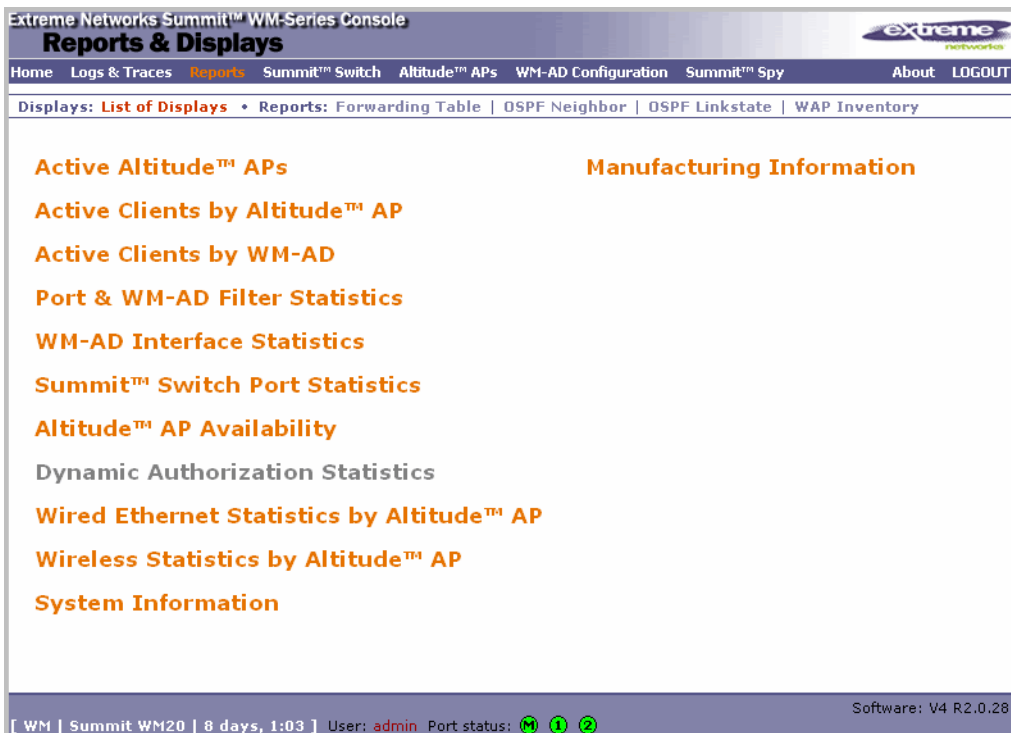 Extreme Networks Summit™ WM-Series Console
Reports & Displays
extreme
networks
Home Logs & Traces Reports Summit™ Switch Altitude™ APs WM-AD Configuration Summit™ Spy About LOGOUT
Displays: List of Displays • Reports: Forwarding Table | OSPF Neighbor | OSPF Linkstate | WAP Inventory
Active Altitude™ APs
Manufacturing Information
Active Clients by Altitude™ AP
Active Clients by WM-AD
Port & WM-AD Filter Statistics
WM-AD Interface Statistics
Summit™ Switch Port Statistics
Altitude™ AP Availability
Dynamic Authorization Statistics
Wired Ethernet Statistics by Altitude™ AP
Wireless Statistics by Altitude™ AP
System Information
Software: V4 R2.0.28
[ WM | Summit WM20 | 8 days, 1:03 ] User: admin Port status: M 1 2